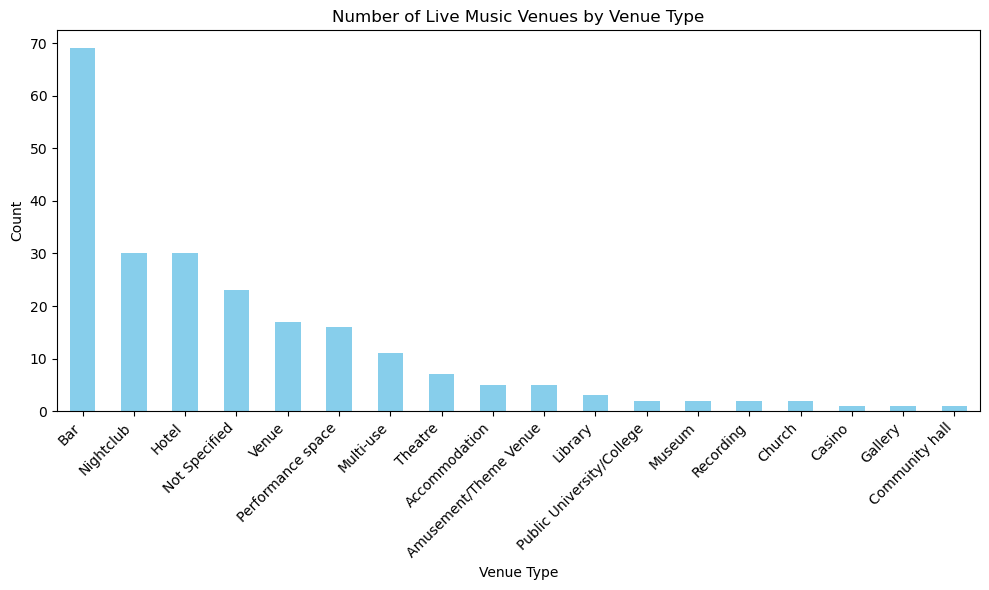 Number of Live Music Venues by Venue Type
Count
70
60
50
40
30
20
10
0
Bar
Nightclub
Hotel
Not Specified
Venue
Performance space
Multi-use
Theatre
Accommodation
Amusement/Theme Venue
Library
Public University/College
Museum
Recording
Church
Casino
Gallery
Community hall
Venue Type